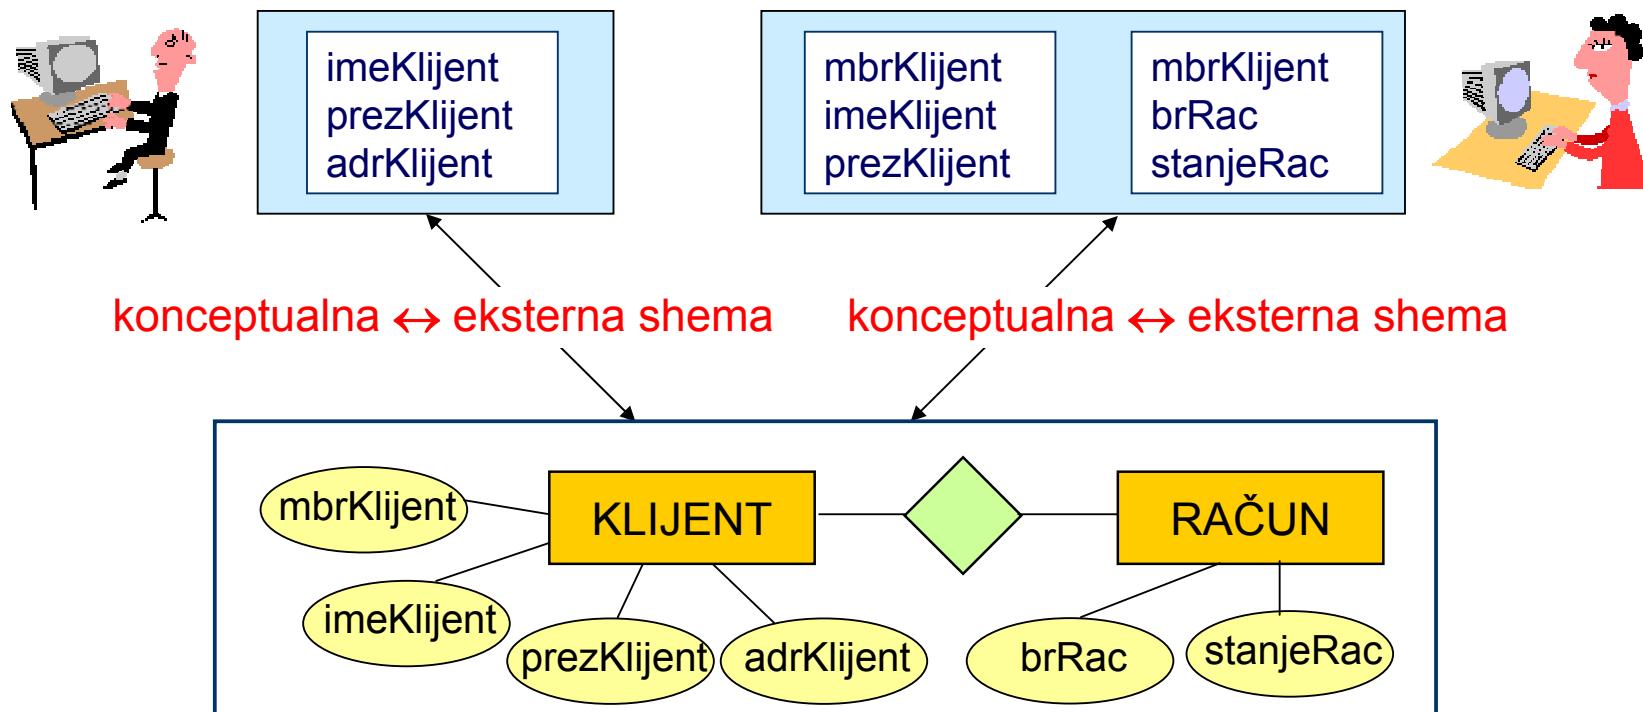 imeKlijent
prezKlijent
adrKlijent
mbrKlijent
imeKlijent
prezKlijent
mbrKlijent
brRac
stanjeRac
konceptualna ↔ eksterna shema
konceptualna ↔ eksterna shema
mbrKlijent
KLIJENT
RAČUN
imeKlijent
prezKlijent
adrKlijent
brRac
stanjeRac